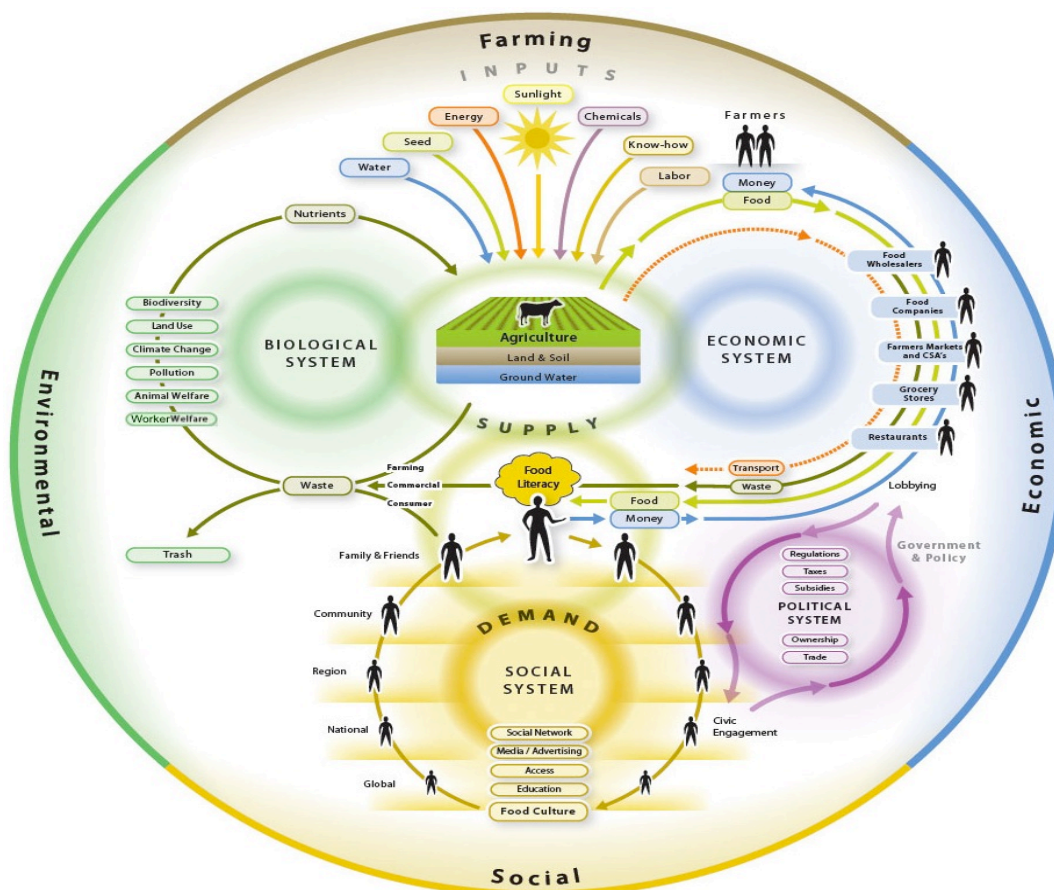 Farming
INPUTS
Sunlight
Energy
Chemicals
Seed
Know-how
Water
Labor
Farmers
Money
Food
Nutrients
Food
Wholesalers
Food
Companies
Farmers Markets
and CSA's
Grocery
Stores
Restaurants
Biodiversity
Land Use
Climate Change
Pollution
Animal Welfare
WorkerWelfare
BIOLOGICAL
SYSTEM
Agriculture
Land & Soil
Ground Water
ECONOMIC
SYSTEM
Environmental
Economic
SUPPLY
Farming
Commercial
Consumer
Waste
Trash
Food
Literacy
Transport
Waste
Food
Money
Lobbying
Government
& Policy
Regulations
Taxes
Subsidies
POLITICAL
SYSTEM
Ownership
Trade
Civic
Engagement
Family & Friends
Community
Region
National
Global
DEMAND
SOCIAL
SYSTEM
Social Network
Media / Advertising
Access
Education
Food Culture
Social